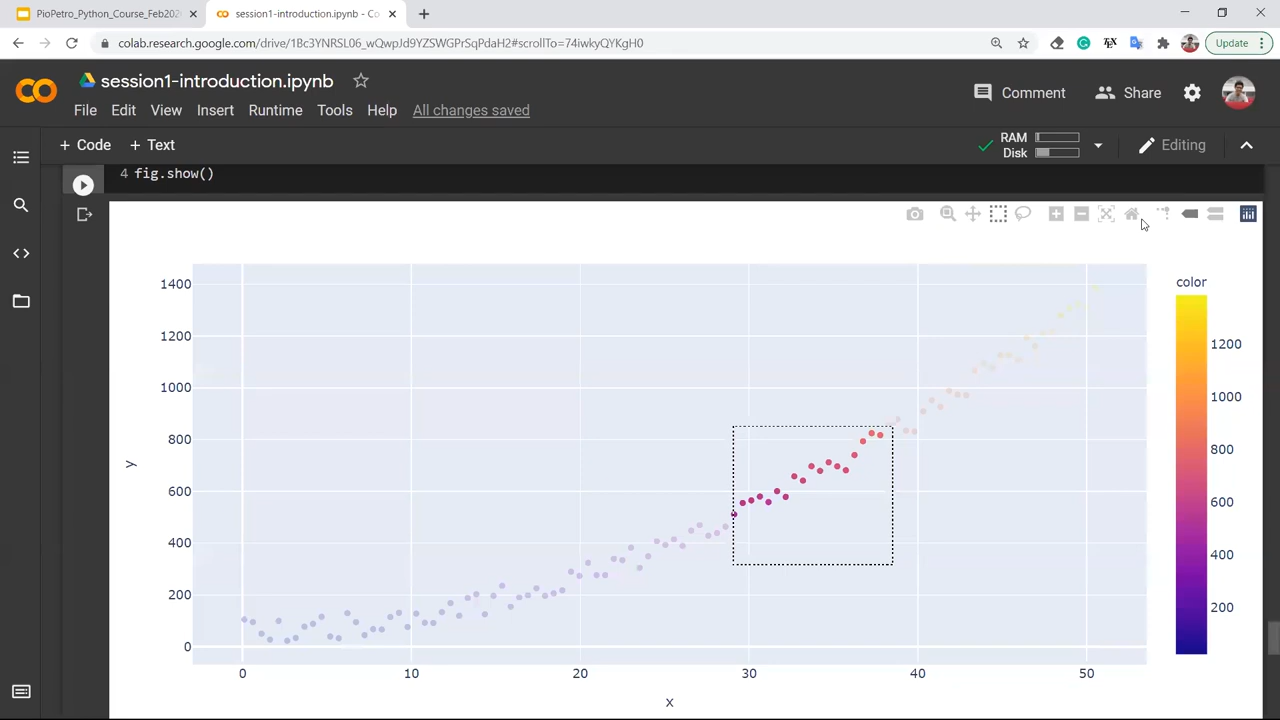 PioPetro_Python_Course_Feb202
session1-introduction.ipynb - Co
colab.research.google.com/drive/1Bc3YNRSL06_wQwpJd9YZSWGPrSqPdaH2#scrollTo=74iwkyQYKgH0
Update
session1-introduction.ipynb
Comment
Share
File Edit View Insert Runtime Tools Help All changes saved
+ Code + Text
RAM
Disk
Editing
4 fig.show()
color
1400
1200
1000
800
600
400
200
0
y
0 10 20 30 40 50
x
1200
1000
800
600
400
200